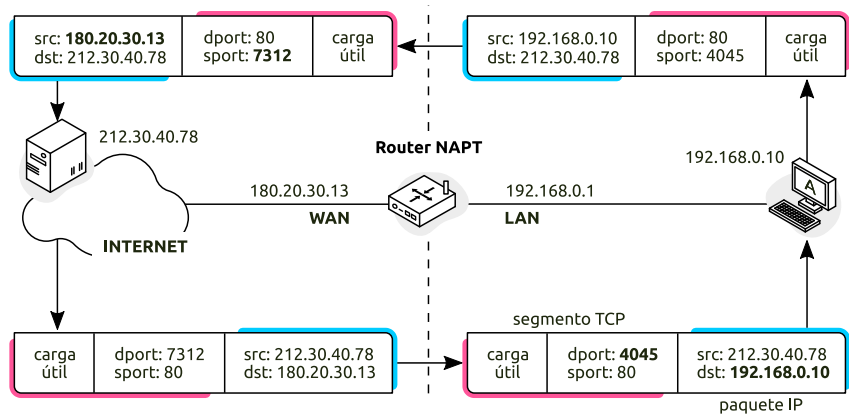 src: 180.20.30.13
dst: 212.30.40.78
dport: 80
sport: 7312
carga
útil
src: 192.168.0.10
dst: 212.30.40.78
dport: 80
sport: 4045
carga
útil
212.30.40.78
Router NAPT
192.168.0.10
A
180.20.30.13
192.168.0.1
WAN
LAN
INTERNET
segmento TCP
carga
útil
dport: 7312
sport: 80
src: 212.30.40.78
dst: 180.20.30.13
carga
útil
dport: 4045
sport: 80
src: 212.30.40.78
dst: 192.168.0.10
paquete IP